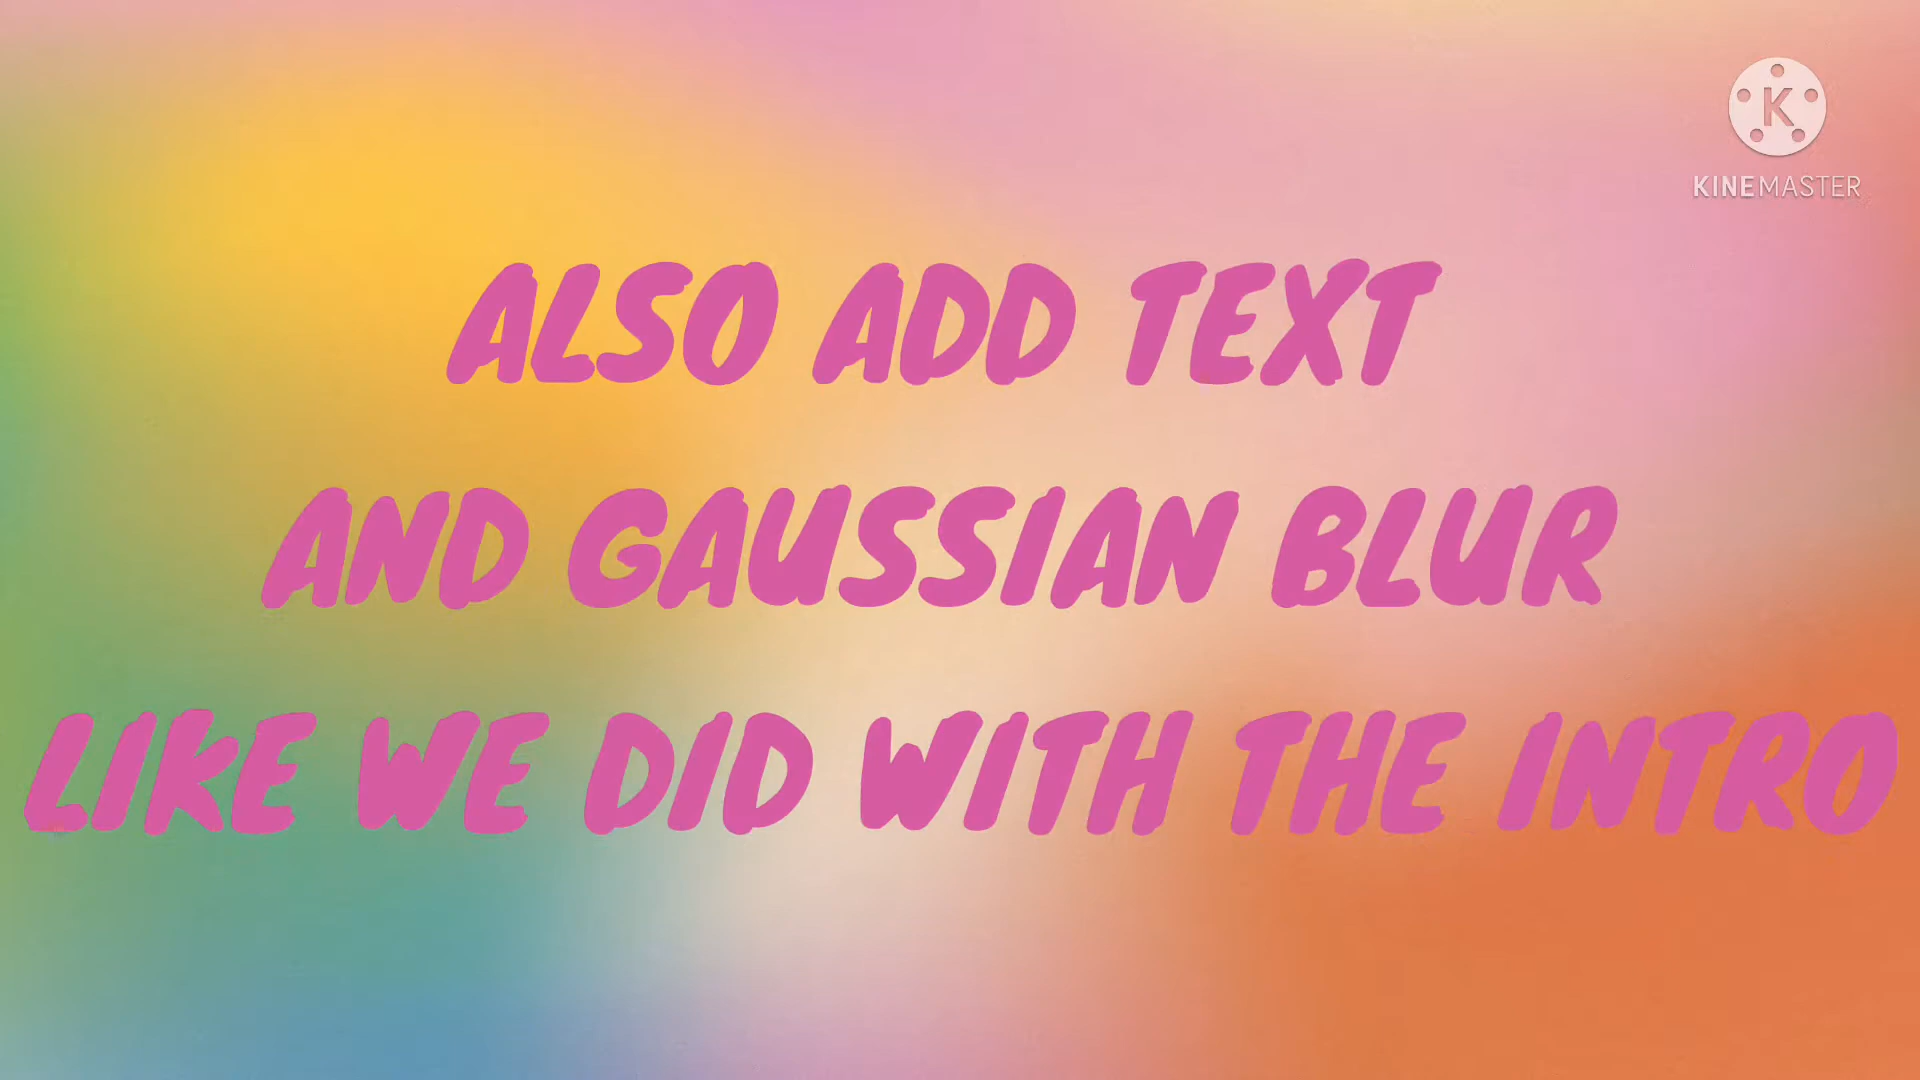 K
KINEMASTER
ALSO ADD TEXT
AND GAUSSIAN BLUR
LIKE WE DID WITH THE INTRO